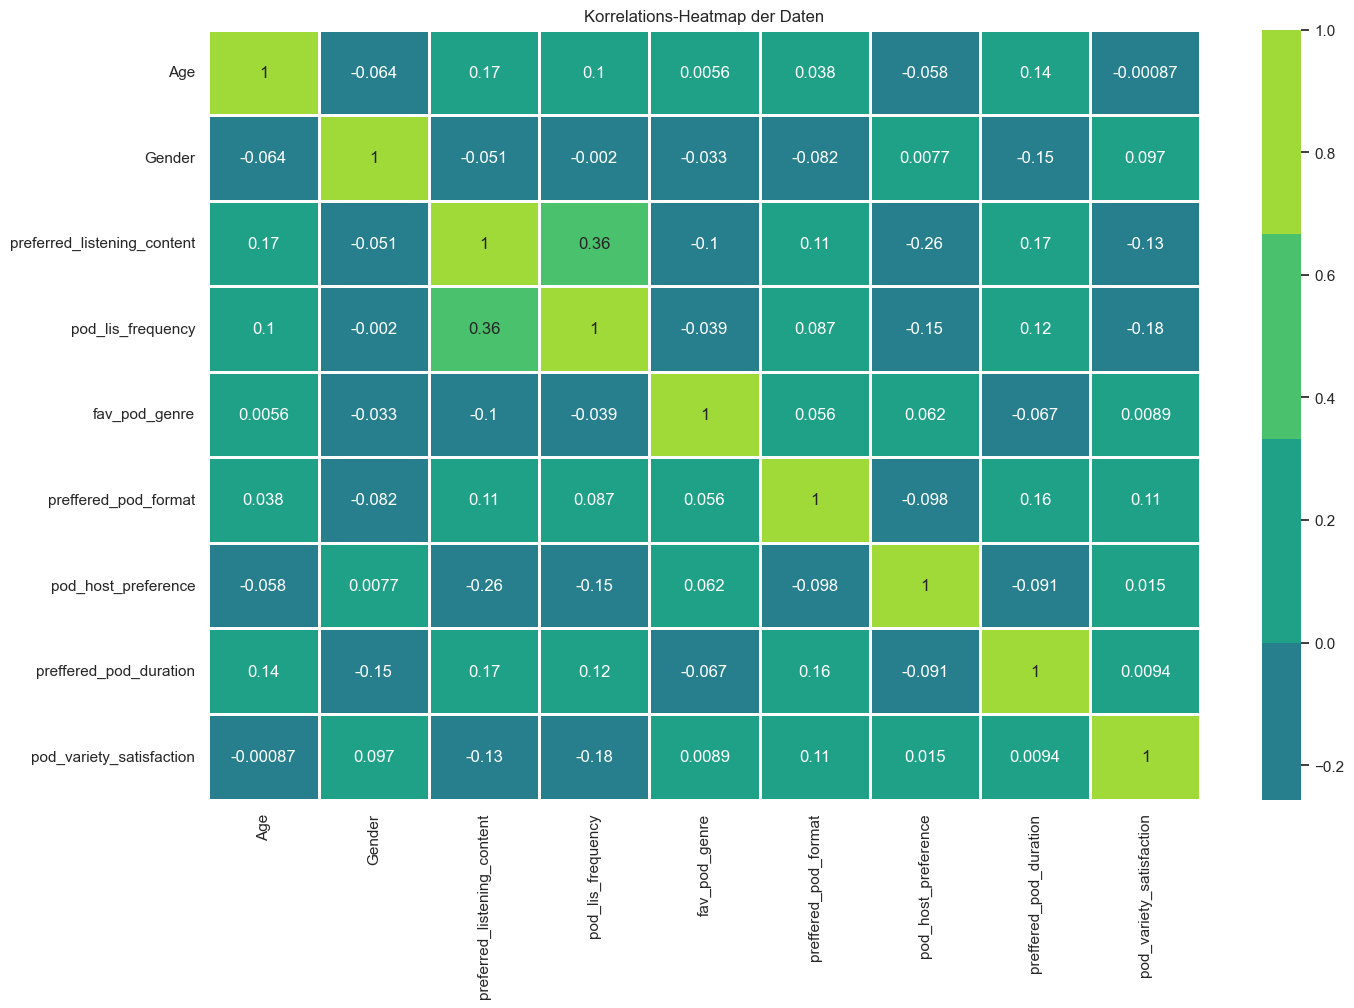 Korrelations-Heatmap der Daten
Age 1 -0.064 0.17 0.1 0.0056 0.038 -0.058 0.14 -0.00087
Gender -0.064 1 -0.051 -0.002 -0.033 -0.082 0.0077 -0.15 0.097
preferred_listening_content 0.17 -0.051 1 0.36 -0.1 0.11 -0.26 0.17 -0.13
pod_lis_frequency 0.1 -0.002 0.36 1 -0.039 0.087 -0.15 0.12 -0.18
fav_pod_genre 0.0056 -0.033 -0.1 -0.039 1 0.056 0.062 -0.067 0.0089
preffered_pod_format 0.038 -0.082 0.11 0.087 0.056 1 -0.098 0.16 0.11
pod_host_preference -0.058 0.0077 -0.26 -0.15 0.062 -0.098 1 -0.091 0.015
preffered_pod_duration 0.14 -0.15 0.17 0.12 -0.067 0.16 -0.091 1 0.0094
pod_variety_satisfaction -0.00087 0.097 -0.13 -0.18 0.0089 0.11 0.015 0.0094 1
Age
Gender
preferred_listening_content
pod_lis_frequency
fav_pod_genre
preffered_pod_format
pod_host_preference
preffered_pod_duration
pod_variety_satisfaction
1.0
0.8
0.6
0.4
0.2
0.0
−0.2